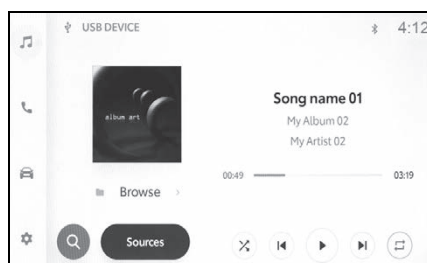 USB DEVICE
4:12
album art
Song name 01
My Album 02
My Artist 02
00:49
03:19
Browse
Sources